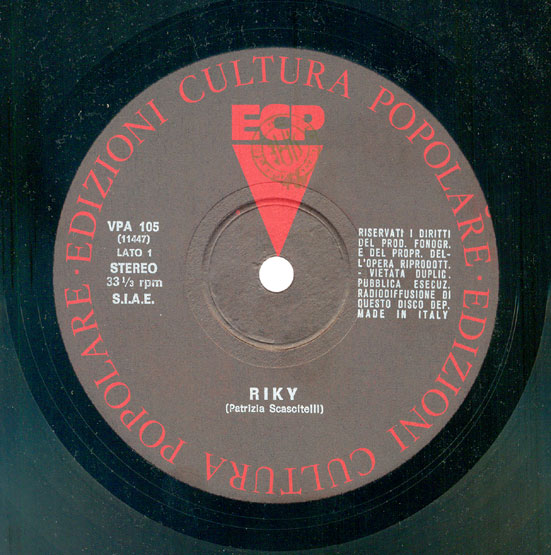 EDIZIONI CULTURA POPOLARE · EDIZIONI CULTURA POPOLARE ·
ECP
VPA 105
(11447)
LATO 1
STEREO
33 1/3 rpm
S.I.A.E.
RISERVATI I DIRITTI
DEL PROD. FONOGR.
E DEL PROPR. DEL-
L'OPERA RIPRODOTT.
- VIETATA DUPLIC.
PUBBLICA ESECUZ.
RADIODIFFUSIONE DI
QUESTO DISCO DEP.
MADE IN ITALY
RIKY
(Patrizia Scascitelli)